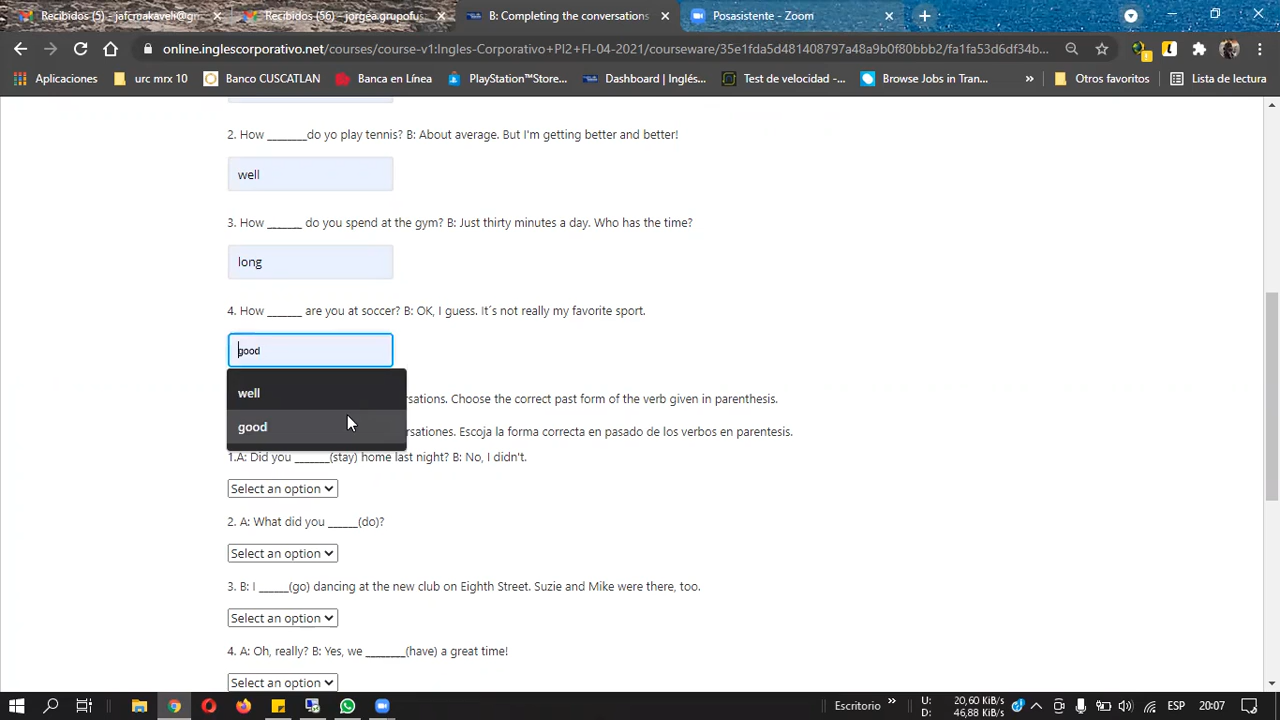 Recibidos (5) - jafcmakaveli@gm
Recibidos (56) - jorgéa.grupofus
B: Completing the conversations
Posasistente - Zoom
online.inglescorporativo.net/courses/course-v1:Ingles-Corporativo+PI2+FI-04-2021/courseware/35e1fda5d481408797a48a9b0f80bbb2/fa1fa53d6df34b...
Aplicaciones
urc mrx 10
Banco CUSCATLAN
Banca en Línea
PlayStation™Store...
Dashboard | Inglés...
Test de velocidad -...
Browse Jobs in Tran...
»
Otros favoritos
Lista de lectura
2. How _______do yo play tennis? B: About average. But I'm getting better and better!
well
3. How ______ do you spend at the gym? B: Just thirty minutes a day. Who has the time?
long
4. How ______ are you at soccer? B: OK, I guess. It´s not really my favorite sport.
good
well
good
rsations. Choose the correct past form of the verb given in parenthesis.
rsationes. Escoja la forma correcta en pasado de los verbos en parentesis.
1.A: Did you ______(stay) home last night? B: No, I didn't.
Select an option
2. A: What did you _____(do)?
Select an option
3. B: I _____(go) dancing at the new club on Eighth Street. Suzie and Mike were there, too.
Select an option
4. A: Oh, really? B: Yes, we _______(have) a great time!
Select an option
Escritorio
»
U: 20,60 KiB/s
D: 46,88 KiB/s
ESP
20:07